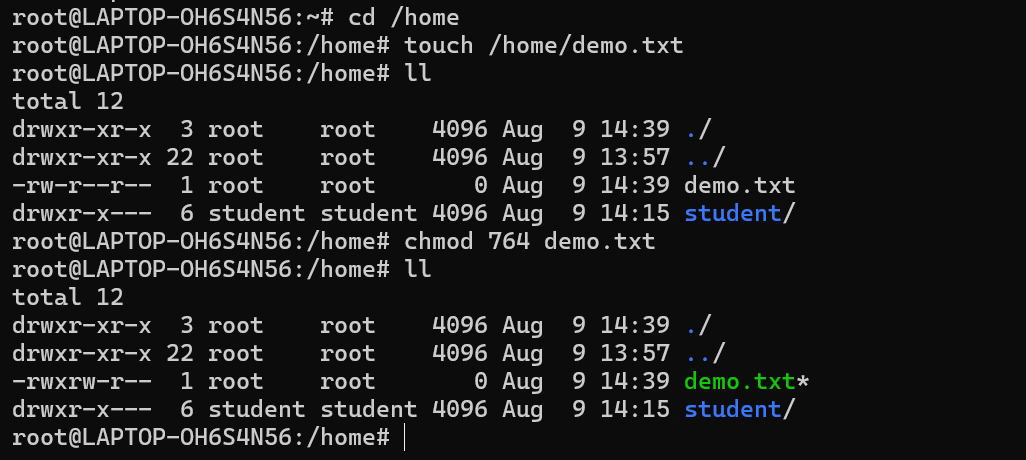 root@LAPTOP-OH6S4N56:~# cd /home
root@LAPTOP-OH6S4N56:/home# touch /home/demo.txt
root@LAPTOP-OH6S4N56:/home# ll
total 12
drwxr-xr-x  3 root    root    4096 Aug  9 14:39 ./
drwxr-xr-x 22 root    root    4096 Aug  9 13:57 ../
-rw-r--r--  1 root    root       0 Aug  9 14:39 demo.txt
drwxr-x---  6 student student 4096 Aug  9 14:15 student/
root@LAPTOP-OH6S4N56:/home# chmod 764 demo.txt
root@LAPTOP-OH6S4N56:/home# ll
total 12
drwxr-xr-x  3 root    root    4096 Aug  9 14:39 ./
drwxr-xr-x 22 root    root    4096 Aug  9 13:57 ../
-rwxrw-r--  1 root    root       0 Aug  9 14:39 demo.txt*
drwxr-x---  6 student student 4096 Aug  9 14:15 student/
root@LAPTOP-OH6S4N56:/home#